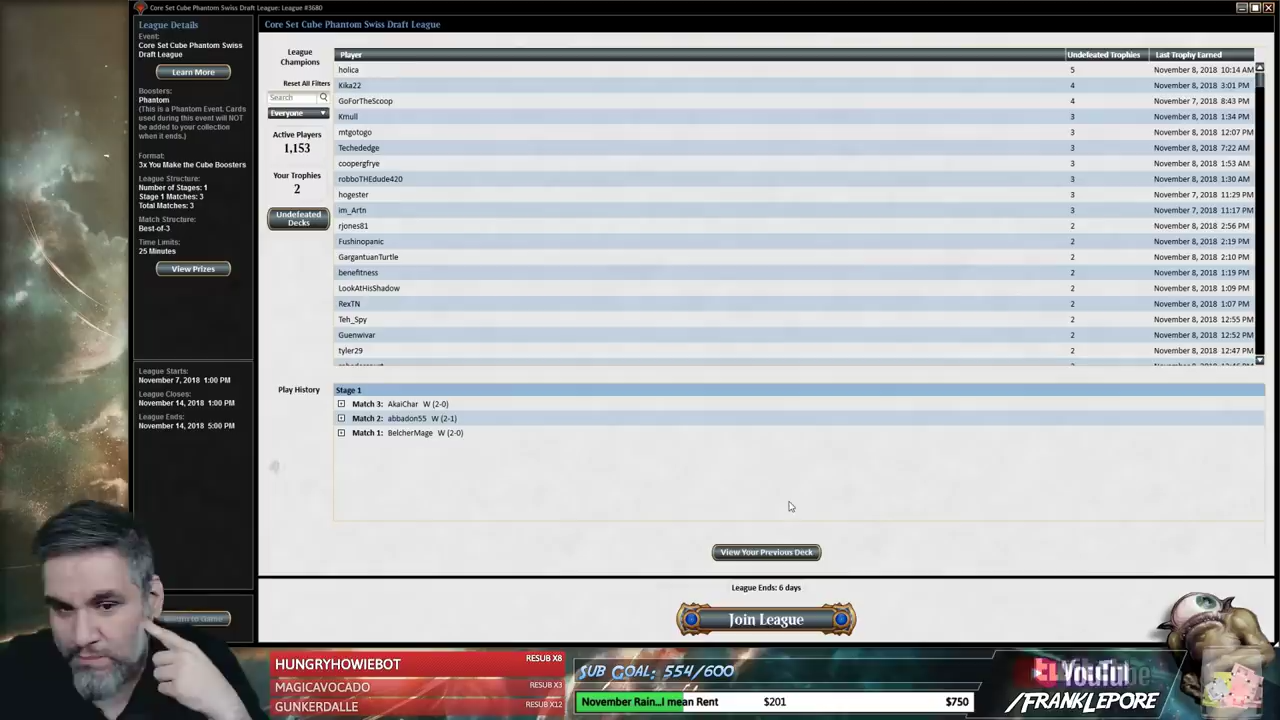 Core Set Cube Phantom Swiss Draft League: League #3680
League Details
Event:
Core Set Cube Phantom Swiss
Draft League
Learn More
Boosters:
Phantom
(This is a Phantom Event. Cards
used during this event will NOT
be added to your collection
when it ends.)
Format:
3x You Make the Cube Boosters
League Structure:
Number of Stages: 1
Stage 1 Matches: 3
Total Matches: 3
Match Structure:
Best-of-3
Time Limits:
25 Minutes
View Prizes
League Starts:
November 7, 2018 1:00 PM
League Closes:
November 14, 2018 1:00 PM
League Ends:
November 14, 2018 5:00 PM
Return to Game
Core Set Cube Phantom Swiss Draft League
League
Champions
Reset All Filters
Search
Everyone
Active Players
1,153
Your Trophies
2
Undefeated
Decks
Player Undefeated Trophies Last Trophy Earned
holica 5 November 8, 2018 10:14 AM
Kika22 4 November 8, 2018 3:01 PM
GoForTheScoop 4 November 7, 2018 8:43 PM
Kmull 3 November 8, 2018 1:34 PM
mtgotogo 3 November 8, 2018 12:07 PM
Techedge 3 November 8, 2018 7:22 AM
coopergfrye 3 November 8, 2018 1:53 AM
robboTHEdude420 3 November 8, 2018 1:30 AM
hogester 3 November 7, 2018 11:29 PM
im_Artn 3 November 7, 2018 11:17 PM
rjones81 2 November 8, 2018 2:56 PM
Fushinopanic 2 November 8, 2018 2:19 PM
GargantuanTurtle 2 November 8, 2018 2:10 PM
benefitness 2 November 8, 2018 1:19 PM
LookAtHisShadow 2 November 8, 2018 1:09 PM
RexTN 2 November 8, 2018 1:07 PM
Teh_Spy 2 November 8, 2018 12:55 PM
Guenwivar 2 November 8, 2018 12:52 PM
tyler29 2 November 8, 2018 12:47 PM
Play History
Stage 1
Match 3: AkaiChar W (2-0)
Match 2: abbadon55 W (2-1)
Match 1: BelcherMage W (2-0)
View Your Previous Deck
League Ends: 6 days
Join League
HUNGRYHOWIEBOT RESUB X8
MAGICAVOCADO RESUB X3
GUNKERDALLE RESUB X12
SUB GOAL: 554/600
November Rain...I mean Rent $201 $750
YouTube
/FRANKLEPORE